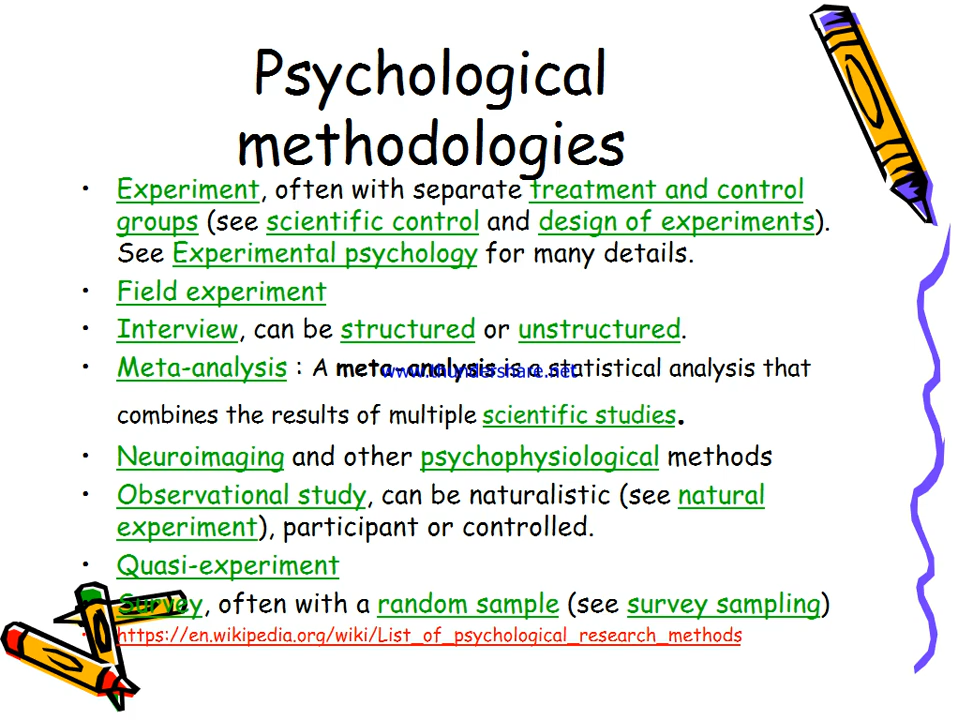 Psychological
methodologies
• Experiment, often with separate treatment and control
groups (see scientific control and design of experiments).
See Experimental psychology for many details.
• Field experiment
• Interview, can be structured or unstructured.
• Meta-analysis : A meta-analysis is a statistical analysis that
www.thundershare.net
combines the results of multiple scientific studies.
• Neuroimaging and other psychophysiological methods
• Observational study, can be naturalistic (see natural
experiment), participant or controlled.
• Quasi-experiment
• Survey, often with a random sample (see survey sampling)
• https://en.wikipedia.org/wiki/List_of_psychological_research_methods